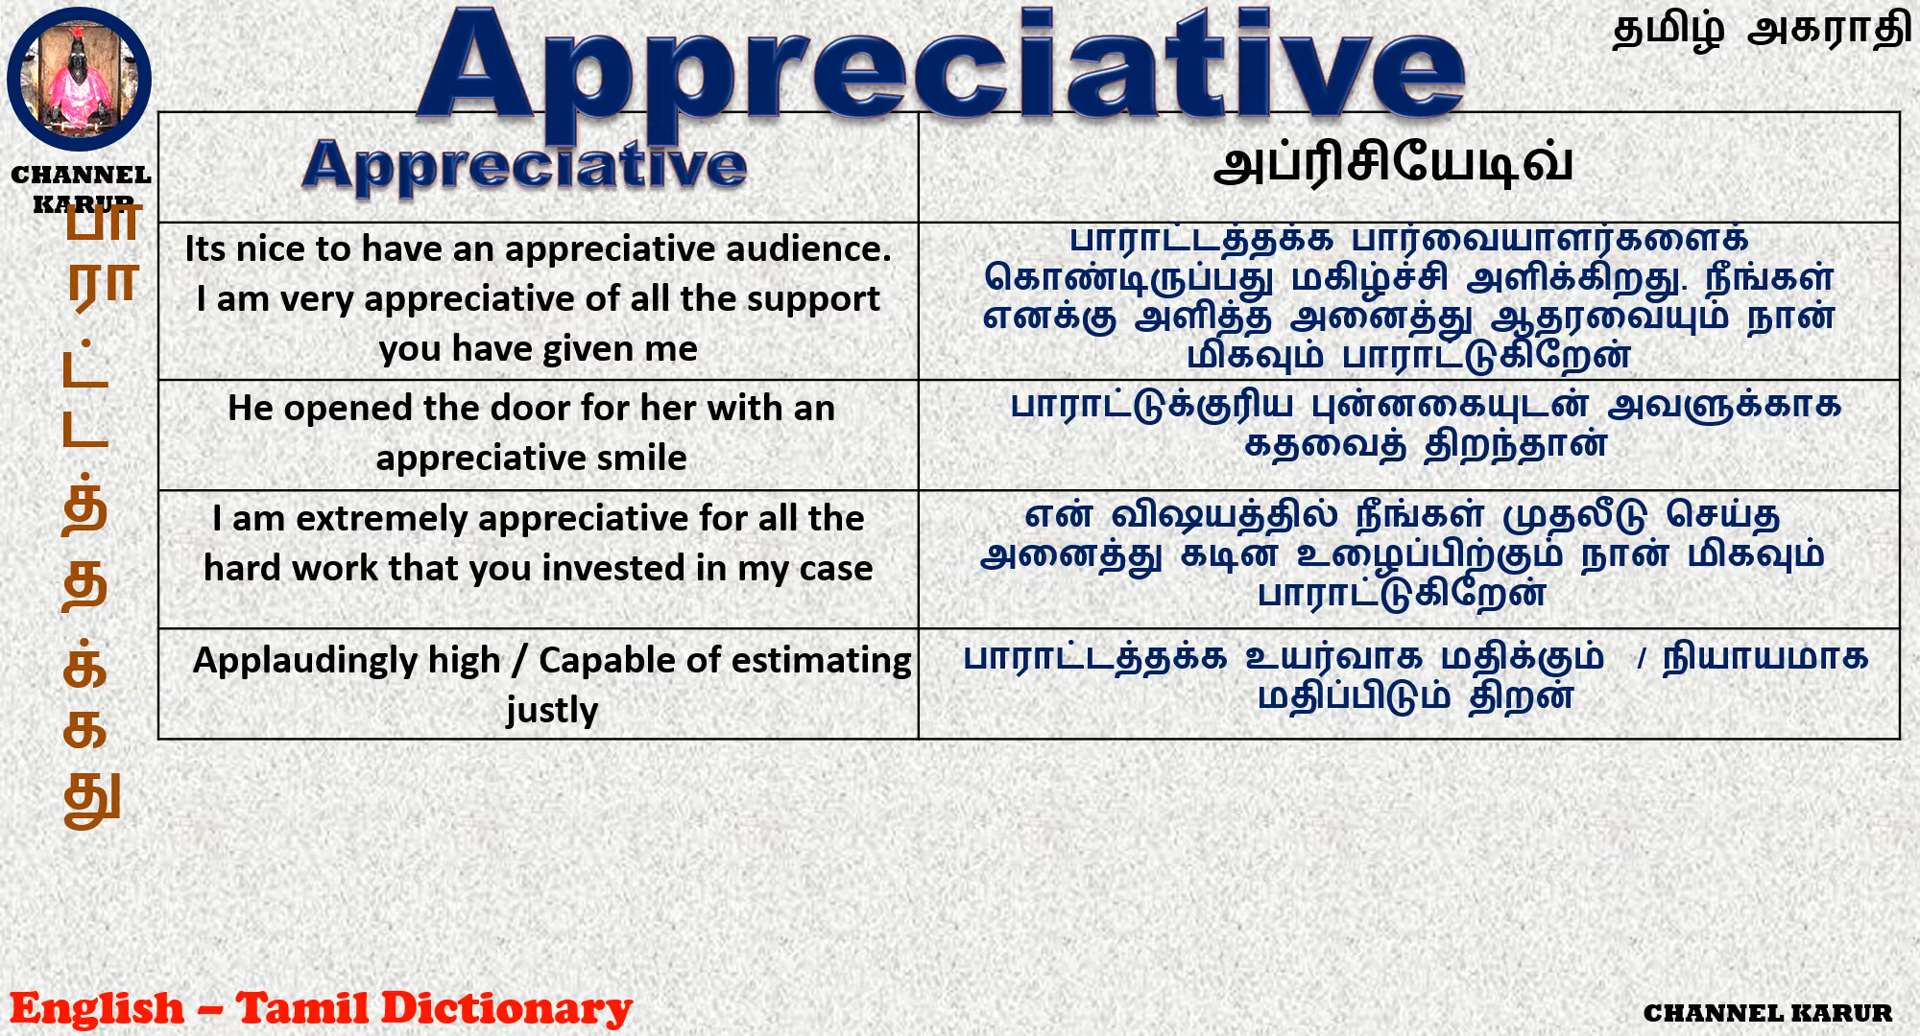 Appreciative
தமிழ் அகராதி
CHANNEL
KARUR
பா
ரா
ட்
ட
த்
த
க்
க
து
Appreciative
அப்ரிசியேடிவ்
Its nice to have an appreciative audience.
I am very appreciative of all the support
you have given me
பாராட்டத்தக்க பார்வையாளர்களைக்
கொண்டிருப்பது மகிழ்ச்சி அளிக்கிறது. நீங்கள்
எனக்கு அளித்த அனைத்து ஆதரவையும் நான்
மிகவும் பாராட்டுகிறேன்
He opened the door for her with an
appreciative smile
பாராட்டுக்குரிய புன்னகையுடன் அவளுக்காக
கதவைத் திறந்தான்
I am extremely appreciative for all the
hard work that you invested in my case
என் விஷயத்தில் நீங்கள் முதலீடு செய்த
அனைத்து கடின உழைப்பிற்கும் நான் மிகவும்
பாராட்டுகிறேன்
Applaudingly high / Capable of estimating
justly
பாராட்டத்தக்க உயர்வாக மதிக்கும் / நியாயமாக
மதிப்பிடும் திறன்
English – Tamil Dictionary
CHANNEL KARUR